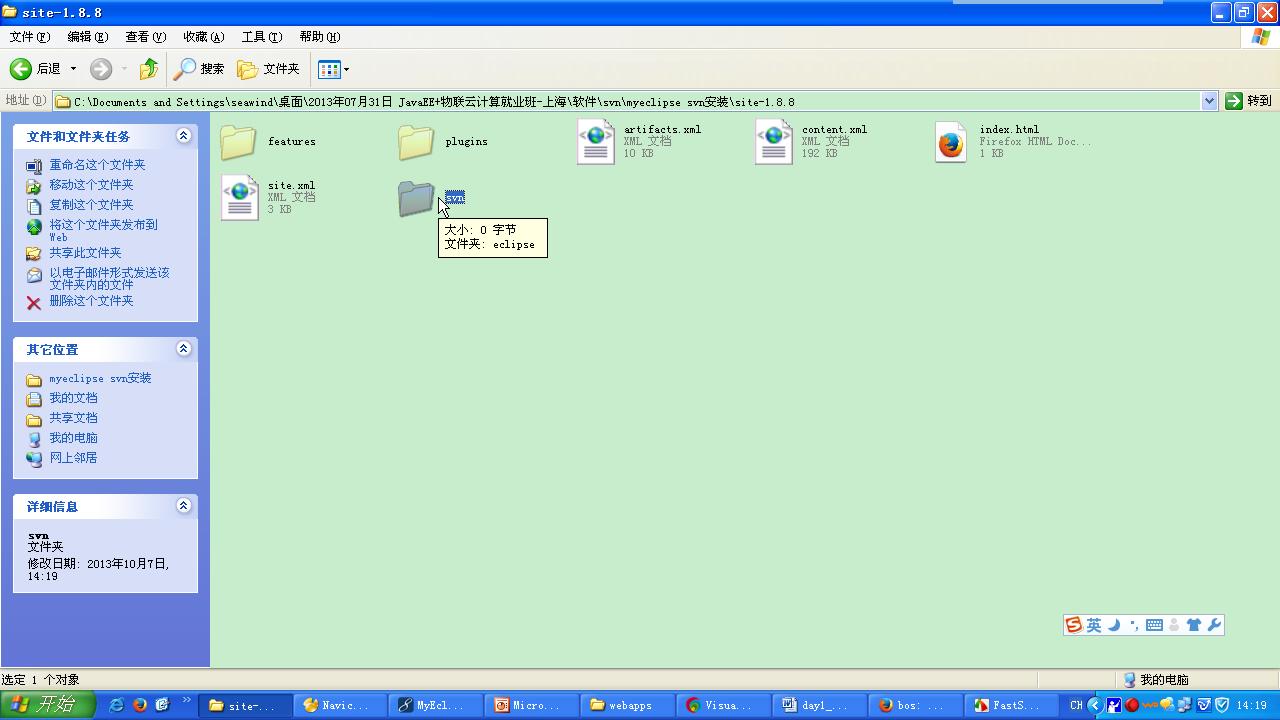 site-1.8.8
文件(F) 编辑(E) 查看(V) 收藏(A) 工具(T) 帮助(H)
后退 搜索 文件夹
地址(D) C:\Documents and Settings\seawind\桌面\2013年07月31日 JavaEE+物联云计算就业班-上海\软件\svn\myeclipse svn安装\site-1.8.8 转到
文件和文件夹任务
重命名这个文件夹
移动这个文件夹
复制这个文件夹
将这个文件夹发布到
Web
共享此文件夹
以电子邮件形式发送该
文件夹内的文件
删除这个文件夹
其它位置
myeclipse svn安装
我的文档
共享文档
我的电脑
网上邻居
详细信息
svn
文件夹
修改日期: 2013年10月7日,
14:19
features
plugins
artifacts.xml
XML 文档
10 KB
content.xml
XML 文档
192 KB
index.html
Firefox HTML Doc...
1 KB
site.xml
XML 文档
3 KB
svn
大小: 0 字节
文件夹: eclipse
英
选定 1 个对象
我的电脑
开始 site-... Navic... MyEcl... Micro... webapps Visua... day1_... bos: ... FastS... CH 14:19